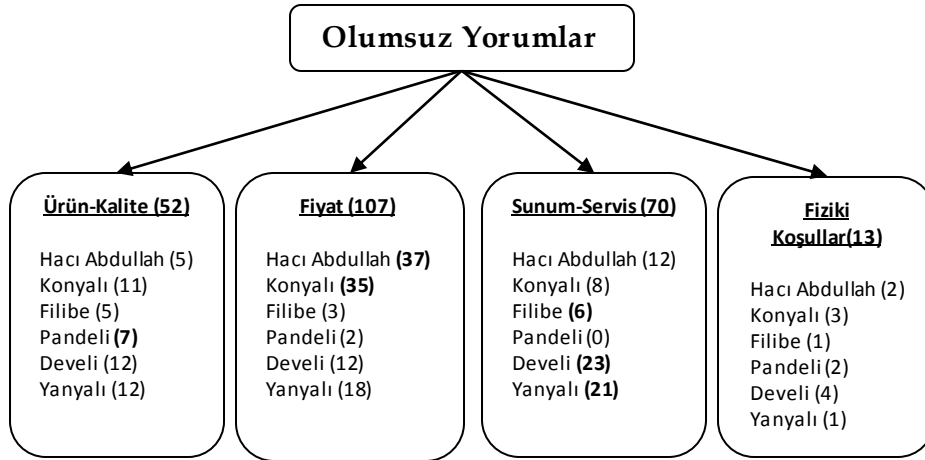 Olumsuz Yorumlar
Ürün-Kalite (52)
Hacı Abdullah (5)
Konyalı (11)
Filibe (5)
Pandeli (7)
Develi (12)
Yanyalı (12)
Fiyat (107)
Hacı Abdullah (37)
Konyalı (35)
Filibe (3)
Pandeli (2)
Develi (12)
Yanyalı (18)
Sunum-Servis (70)
Hacı Abdullah (12)
Konyalı (8)
Filibe (6)
Pandeli (0)
Develi (23)
Yanyalı (21)
Fiziki
Koşullar(13)
Hacı Abdullah (2)
Konyalı (3)
Filibe (1)
Pandeli (2)
Develi (4)
Yanyalı (1)